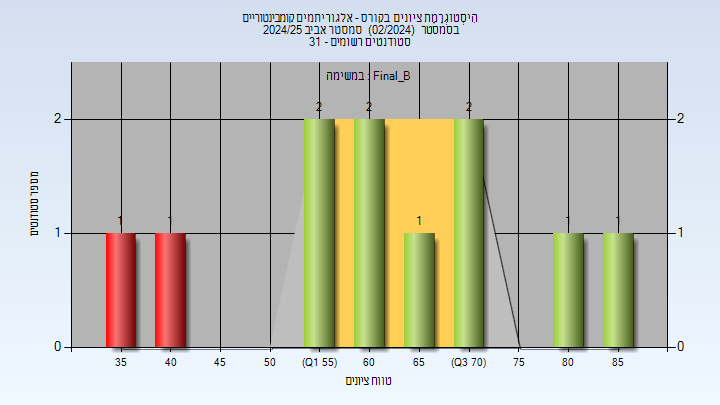 היסטוגרמת ציונים בקורס - אלגוריתמים קומבינטוריים
בסמסטר (02/2024) סמסטר אביב 2024/25
סטודנטים רשומים - 31
במשימה : Final_B
מספר סטודנטים
2 2 2 2 2
1 1 1 1 1 1 1
0 0
35 40 45 50 (Q1 55) 60 65 (Q3 70) 75 80 85
טווח ציונים